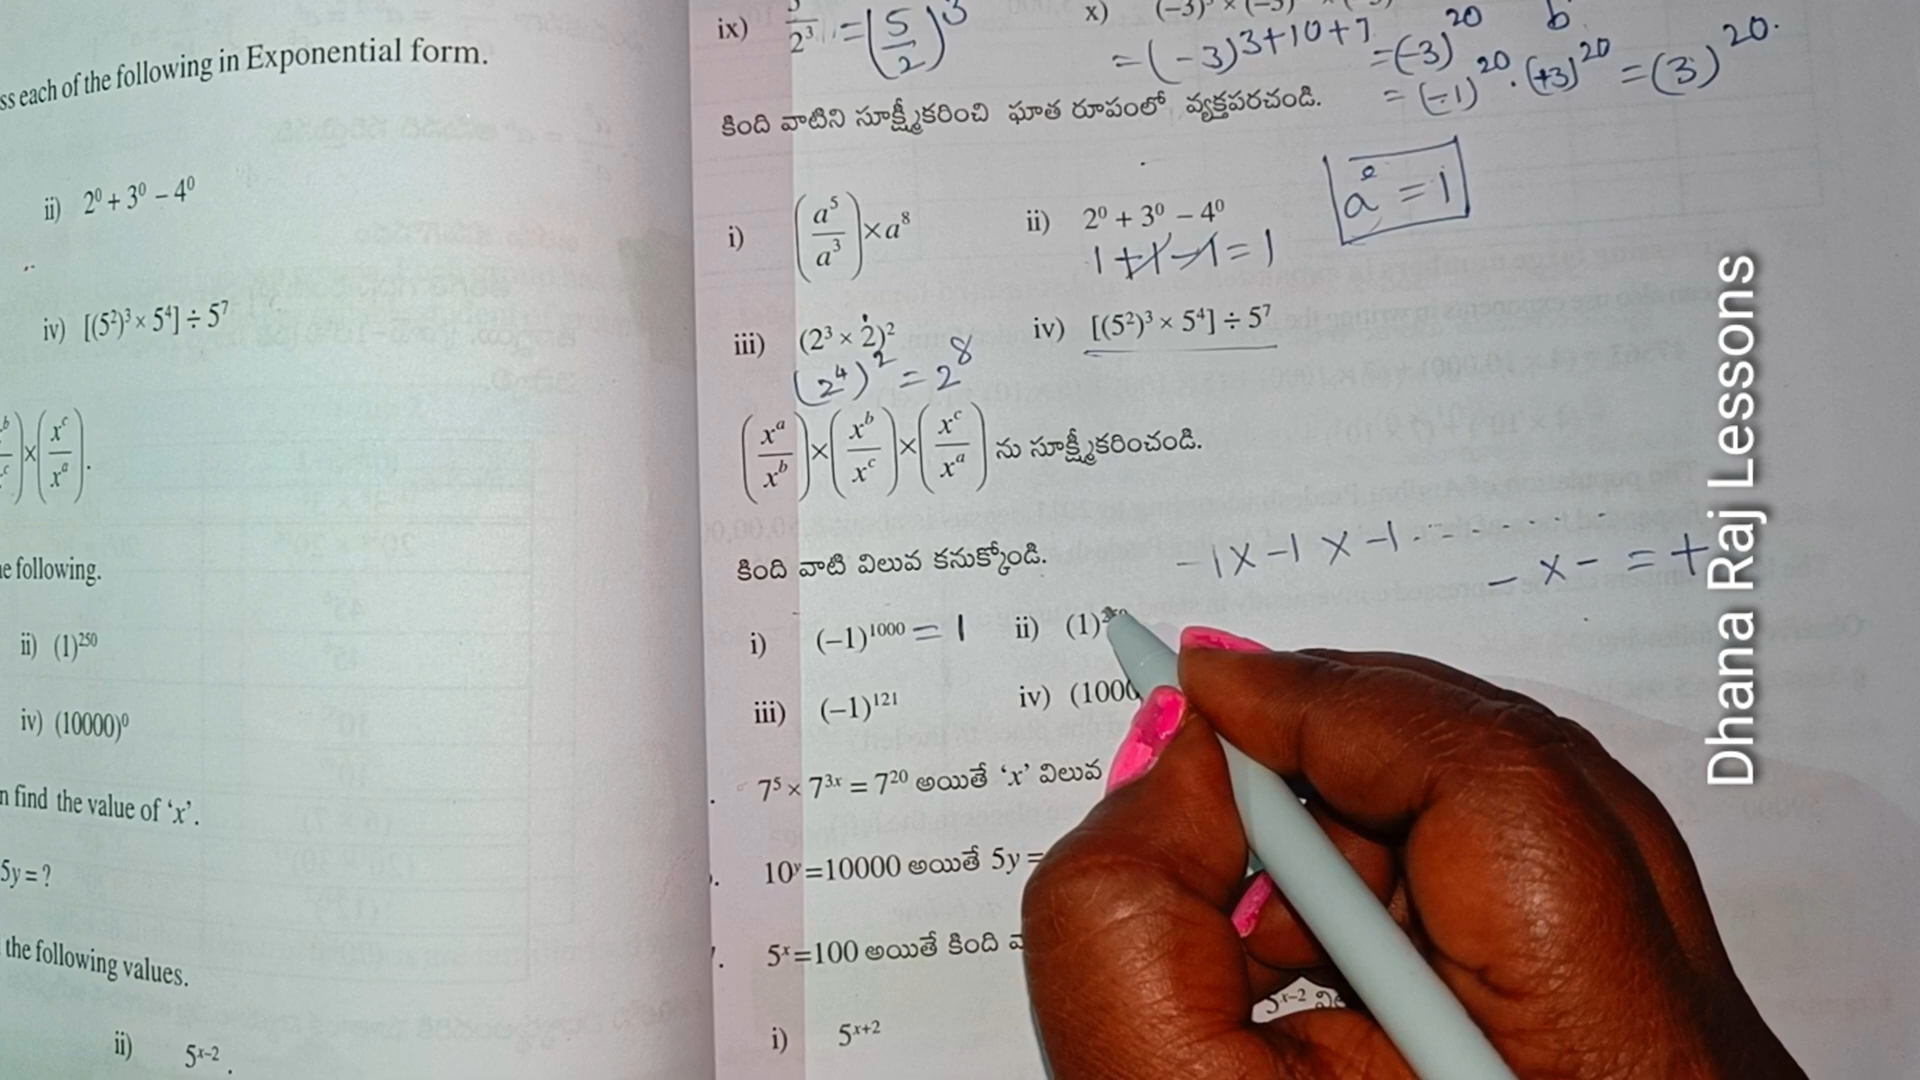 ss each of the following in Exponential form.
ii) 2⁰ + 3⁰ − 4⁰
iv) [(5²)³ × 5⁴] ÷ 5⁷
× (xᶜ/xᵃ).
e following.
ii) (1)²⁵⁰
iv) (10000)⁰
n find the value of ‘x’.
5y = ?
the following values.
ii) 5ˣ⁻².
ix) /2³ = (5/2)³
x)
= (−3)³⁺¹⁰⁺⁷ = (−3)²⁰
= (−1)²⁰ · (+3)²⁰ = (3)²⁰.
కింది వాటిని సూక్ష్మీకరించి ఘాత రూపంలో వ్యక్తపరచండి.
a⁰ = 1
i) (a⁵/a³) × a⁸ ii) 2⁰ + 3⁰ − 4⁰
1 + 1 − 1 = 1
iii) (2³ × 2)² iv) [(5²)³ × 5⁴] ÷ 5⁷
(2⁴)² = 2⁸
(xᵃ/xᵇ) × (xᵇ/xᶜ) × (xᶜ/xᵃ) ను సూక్ష్మీకరించండి.
−1 × −1 × −1 - - - - - -
− × − = +
కింది వాటి విలువ కనుక్కోండి.
i) (−1)¹⁰⁰⁰ = 1 ii) (1)
iii) (−1)¹²¹ iv) (1000
7⁵ × 7³ˣ = 7²⁰ అయితే ‘x’ విలువ
10ʸ=10000 అయితే 5y =
5ˣ=100 అయితే కింది
i) 5ˣ⁺² 5ˣ⁻²
Dhana Raj Lessons